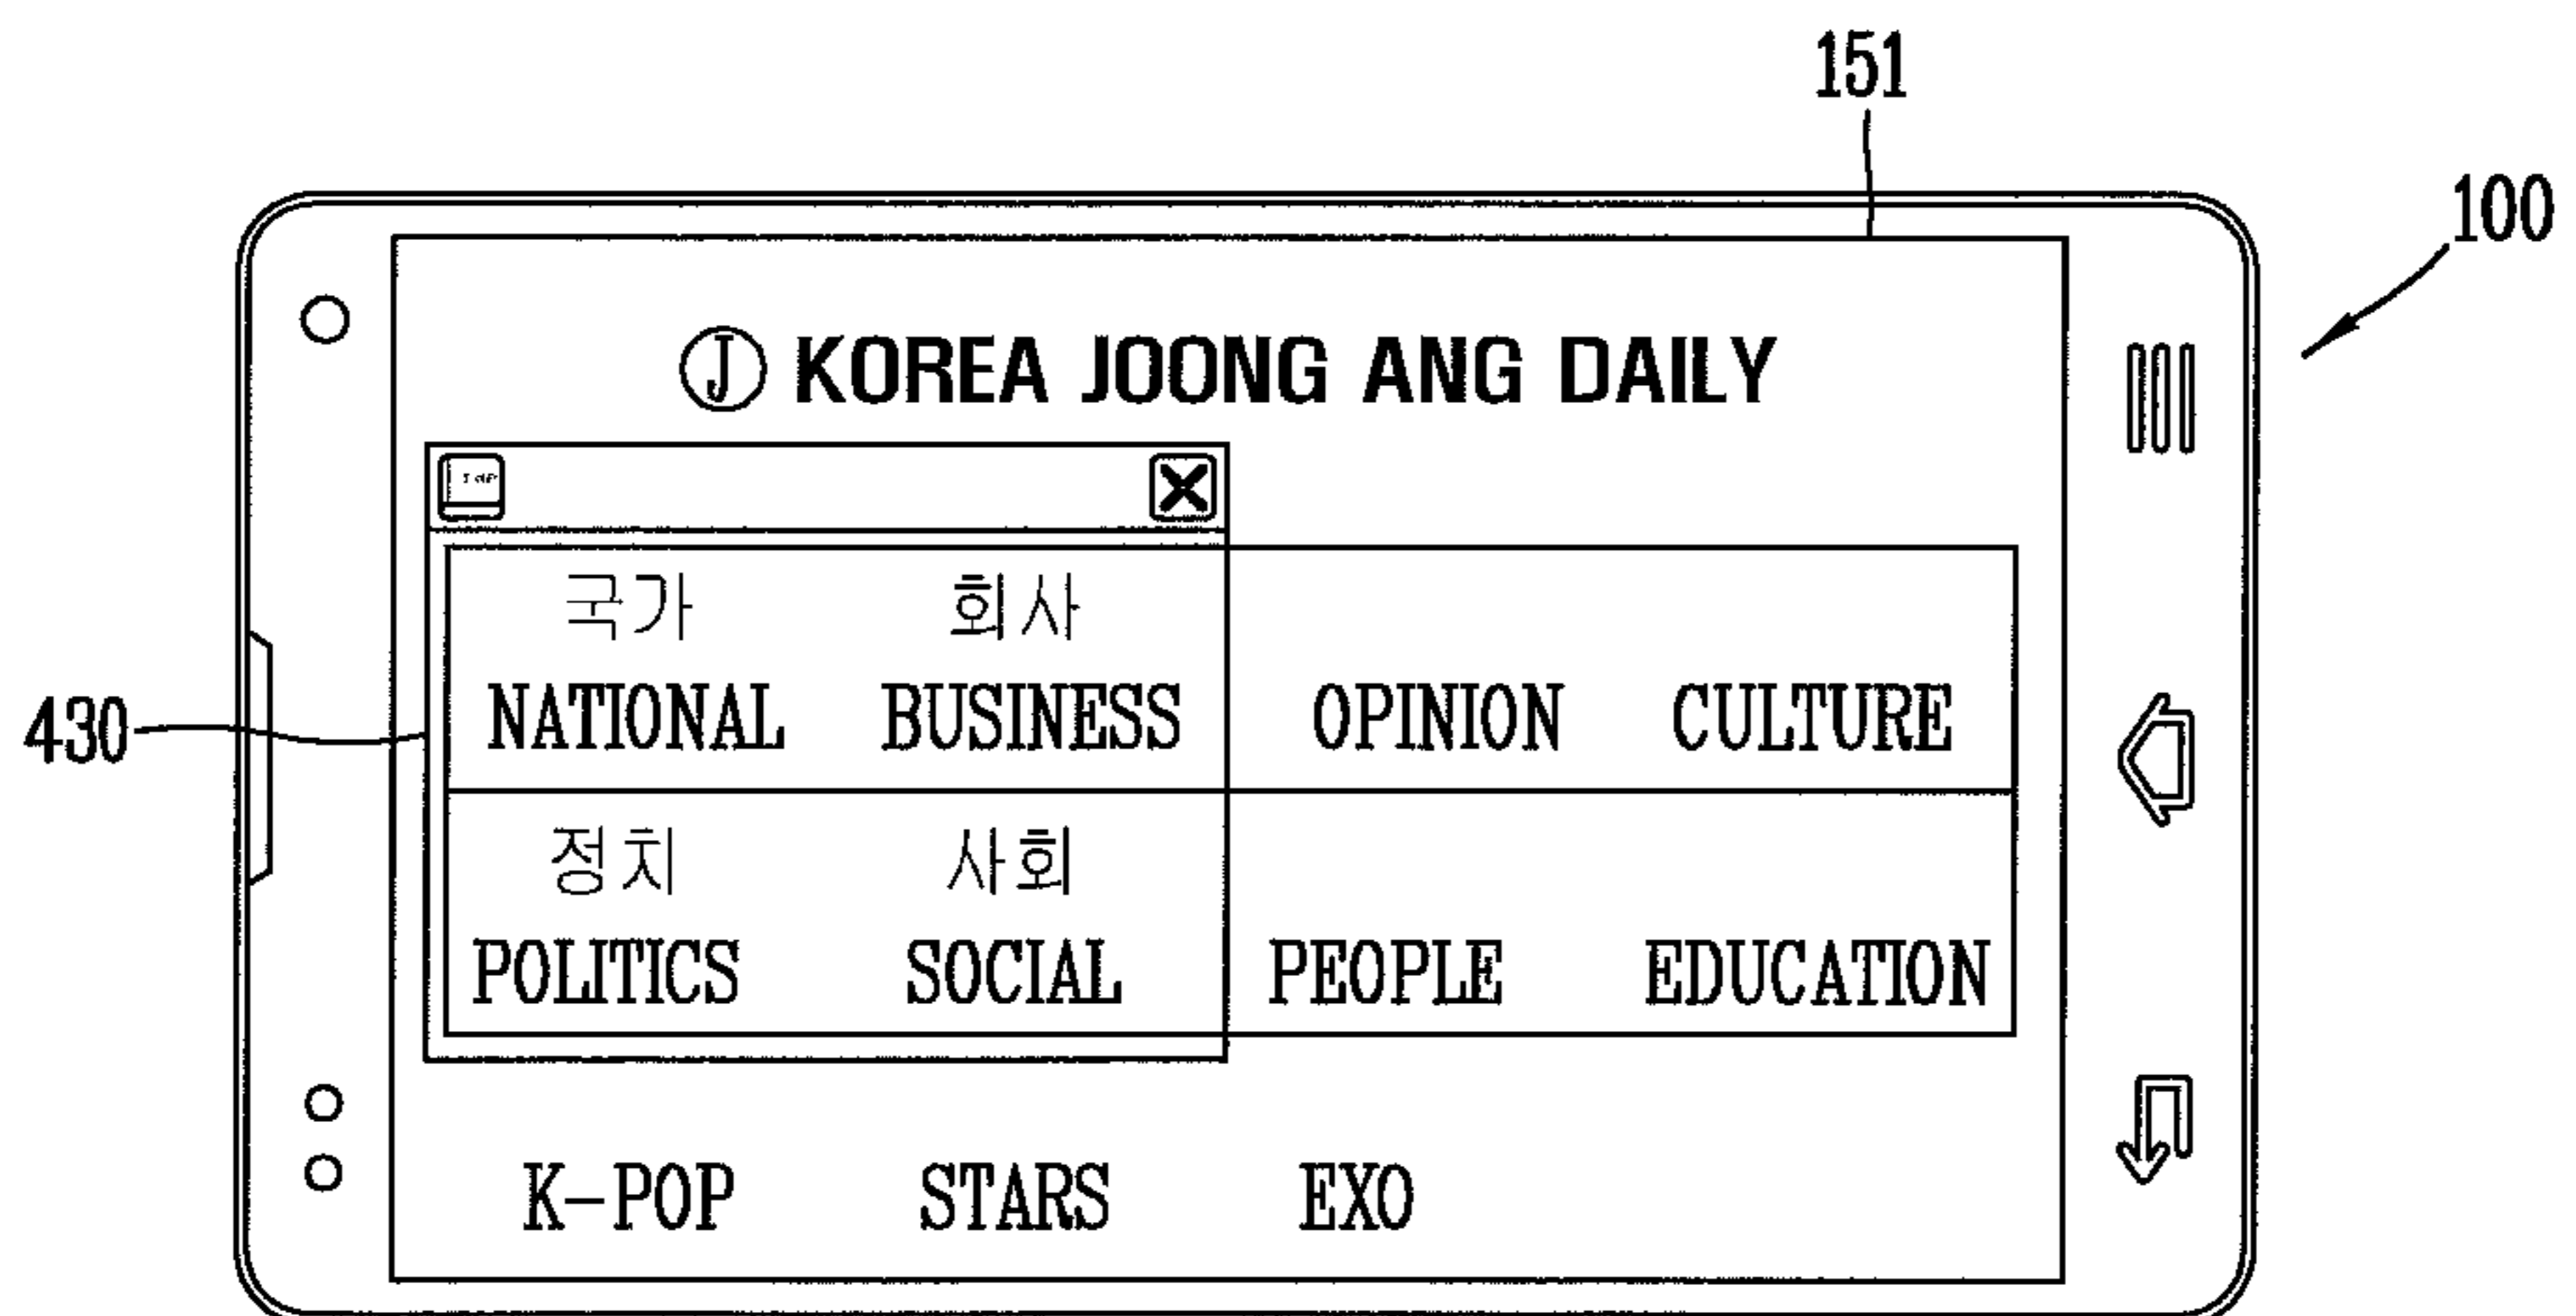 151
100
Ⓙ KOREA JOONG ANG DAILY
국가 회사
NATIONAL BUSINESS OPINION CULTURE
430
정치 사회
POLITICS SOCIAL PEOPLE EDUCATION
K-POP STARS EXO